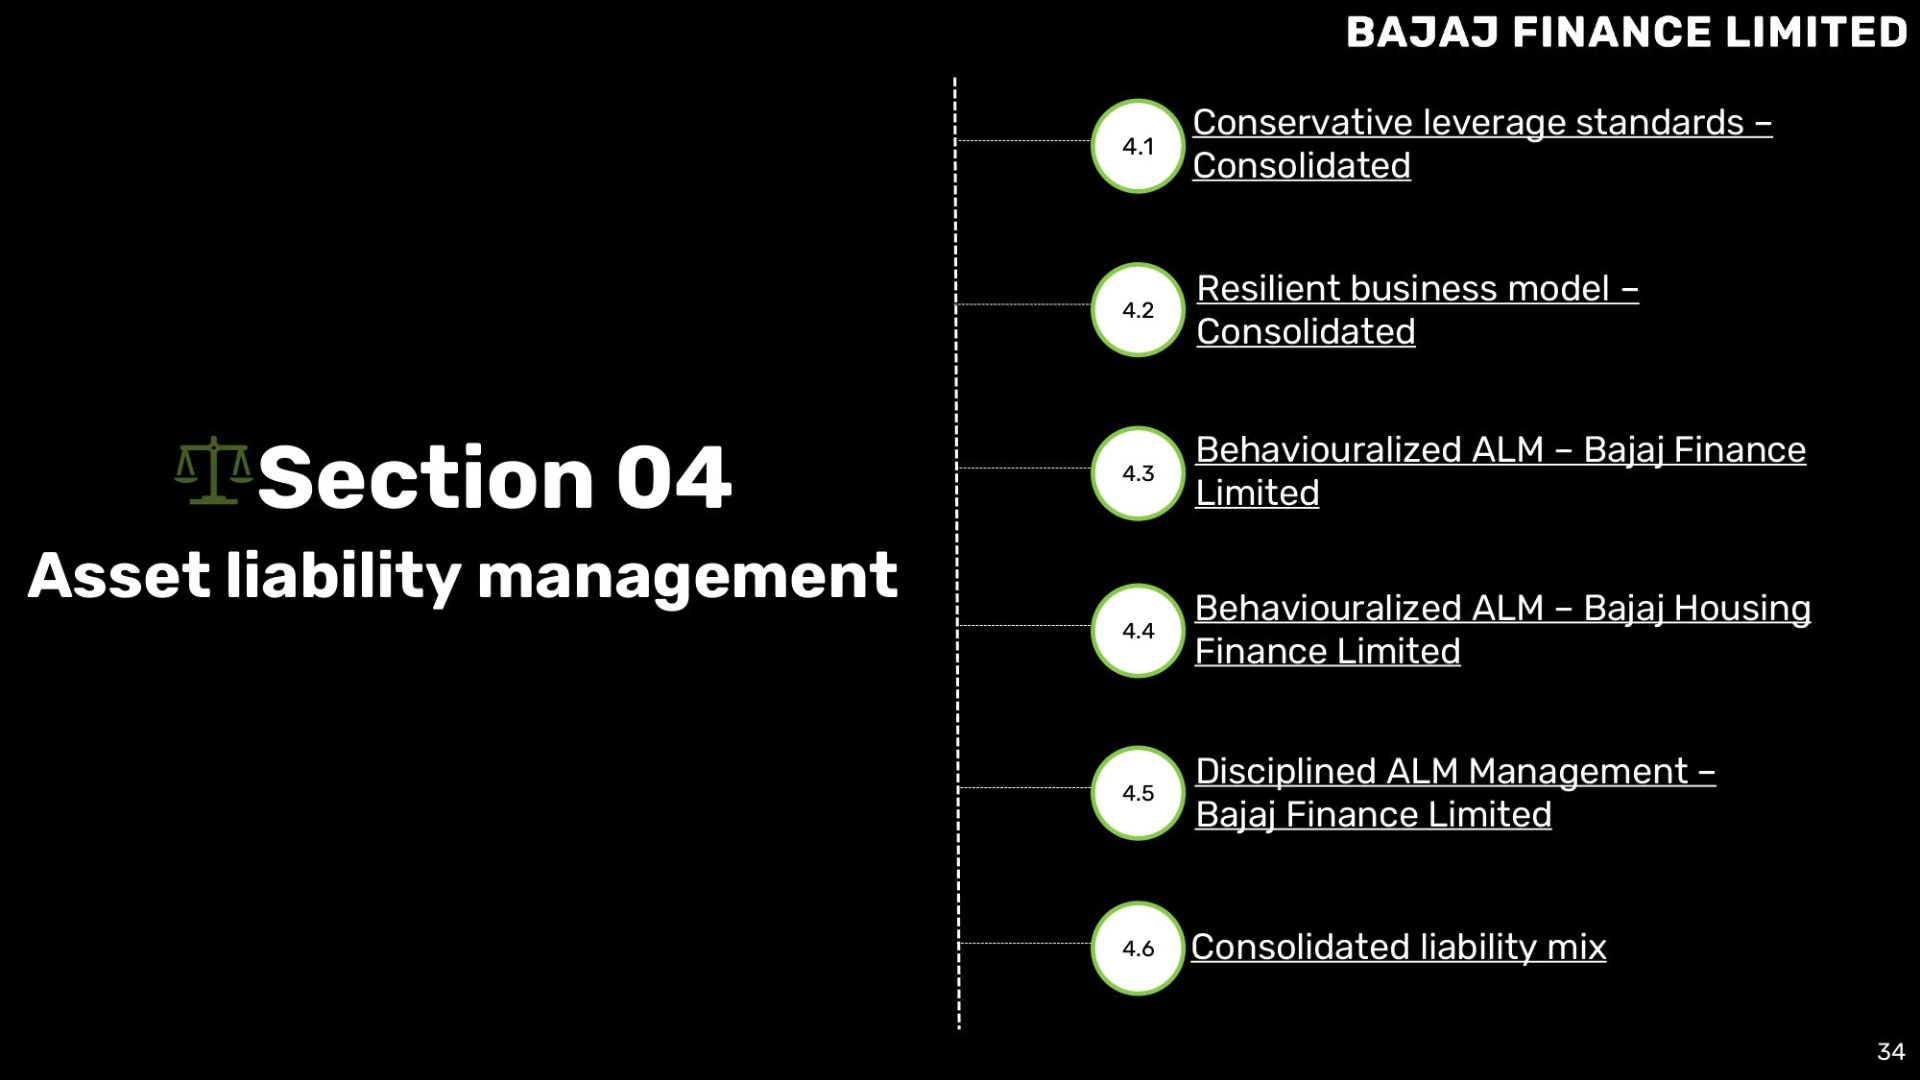 BAJAJ FINANCE LIMITED
Section 04
Asset liability management
4.1
Conservative leverage standards –
Consolidated
4.2
Resilient business model –
Consolidated
4.3
Behaviouralized ALM – Bajaj Finance
Limited
4.4
Behaviouralized ALM – Bajaj Housing
Finance Limited
4.5
Disciplined ALM Management –
Bajaj Finance Limited
4.6
Consolidated liability mix
34